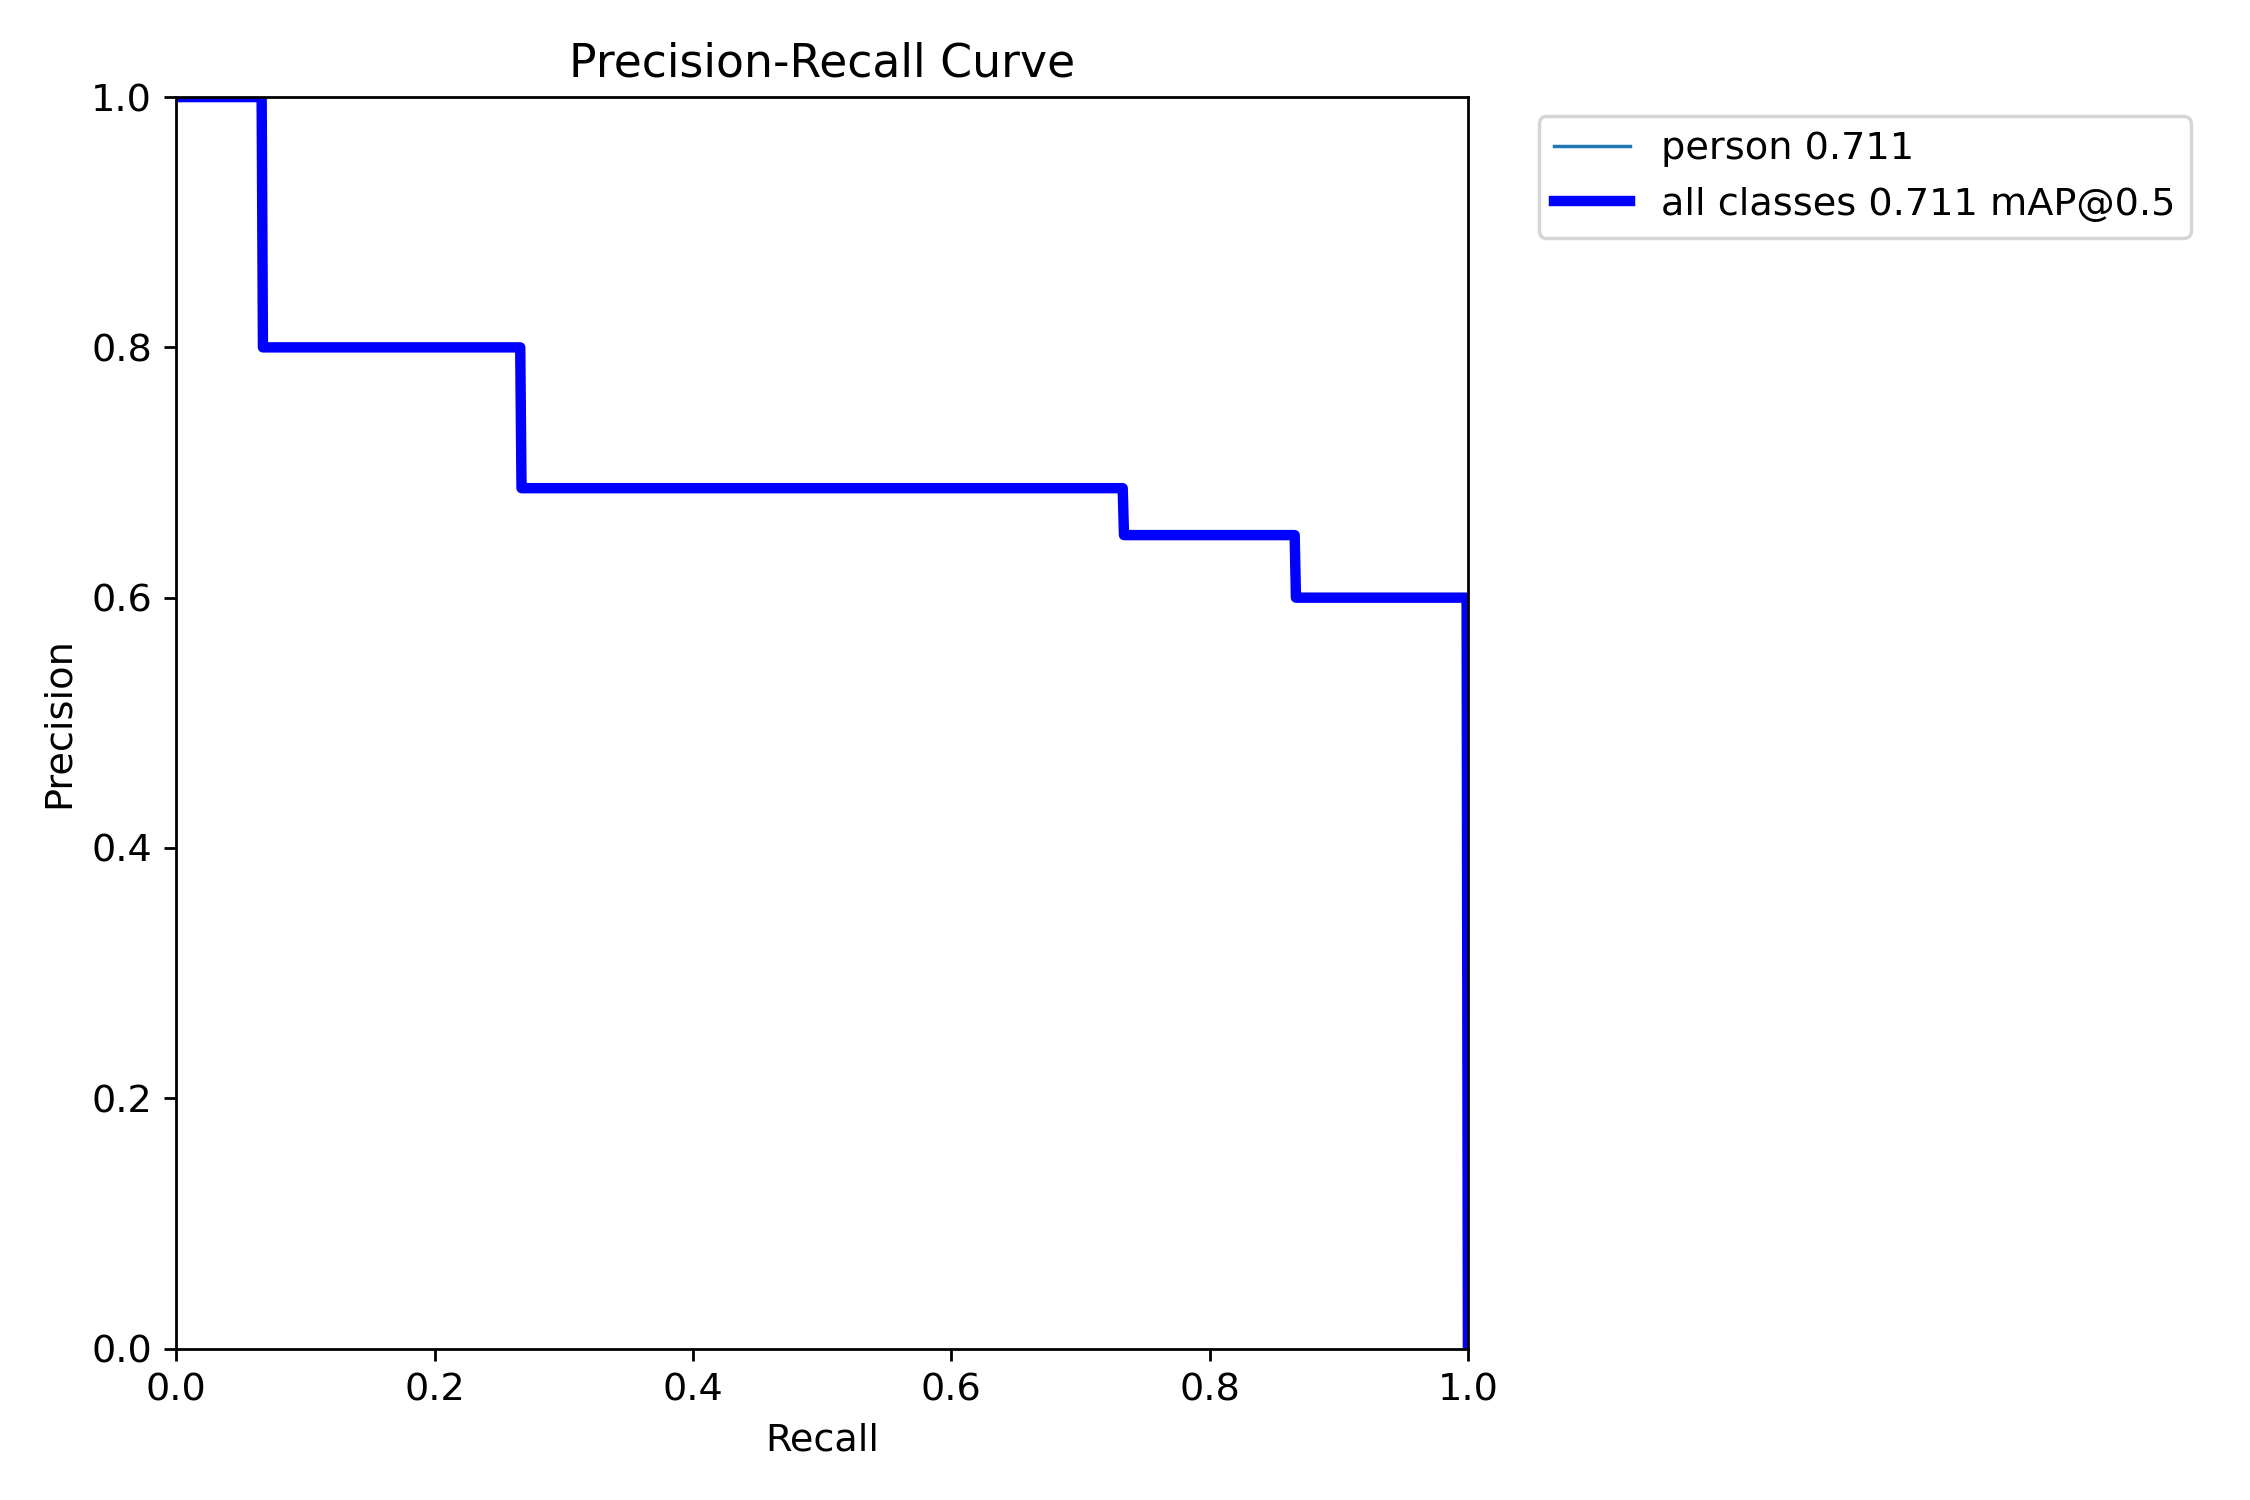 Precision-Recall Curve
person 0.711
all classes 0.711 mAP@0.5
1.0
0.8
0.6
0.4
0.2
0.0
Precision
0.0 0.2 0.4 0.6 0.8 1.0
Recall